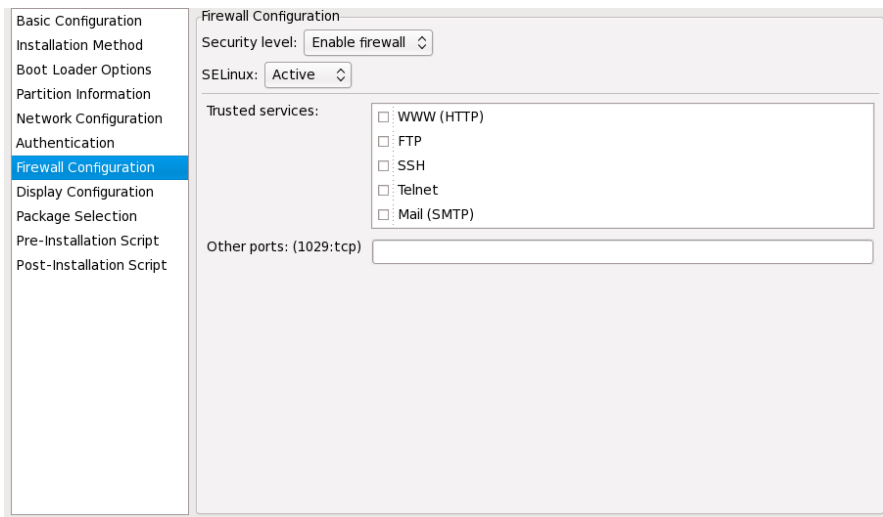 Basic Configuration
Installation Method
Boot Loader Options
Partition Information
Network Configuration
Authentication
Firewall Configuration
Display Configuration
Package Selection
Pre-Installation Script
Post-Installation Script
Firewall Configuration
Security level: Enable firewall
SELinux: Active
Trusted services:
WWW (HTTP)
FTP
SSH
Telnet
Mail (SMTP)
Other ports: (1029:tcp)